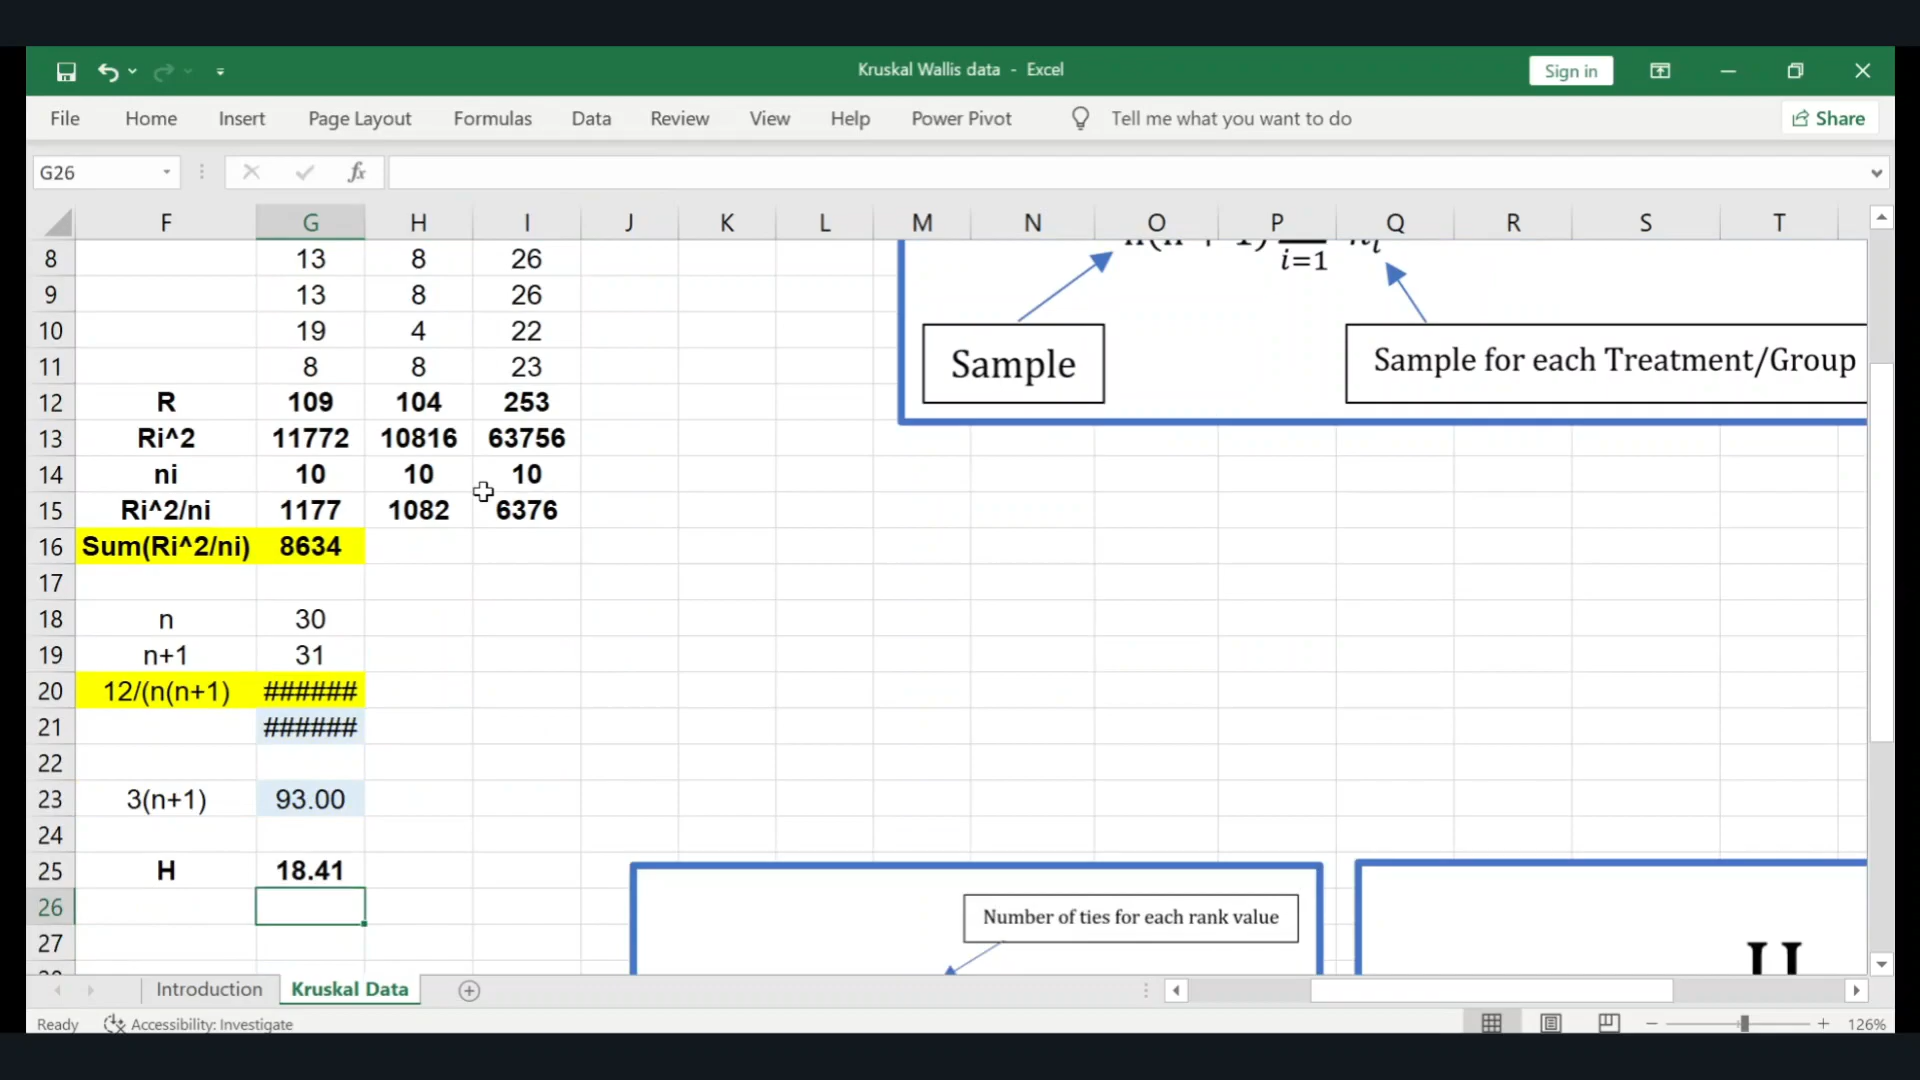 Kruskal Wallis data - Excel
Sign in
File Home Insert Page Layout Formulas Data Review View Help Power Pivot Tell me what you want to do Share
G26 fx
F G H I J K L M N O P Q R S T
8 13 8 26
9 13 8 26
10 19 4 22
11 8 8 23
12 R 109 104 253
13 Ri^2 11772 10816 63756
14 ni 10 10 10
15 Ri^2/ni 1177 1082 6376
16 Sum(Ri^2/ni) 8634
17
18 n 30
19 n+1 31
20 12/(n(n+1) ######
21 ######
22
23 3(n+1) 93.00
24
25 H 18.41
26
27
i=1
Sample
Sample for each Treatment/Group
Number of ties for each rank value
H
Introduction Kruskal Data
Ready Accessibility: Investigate 126%